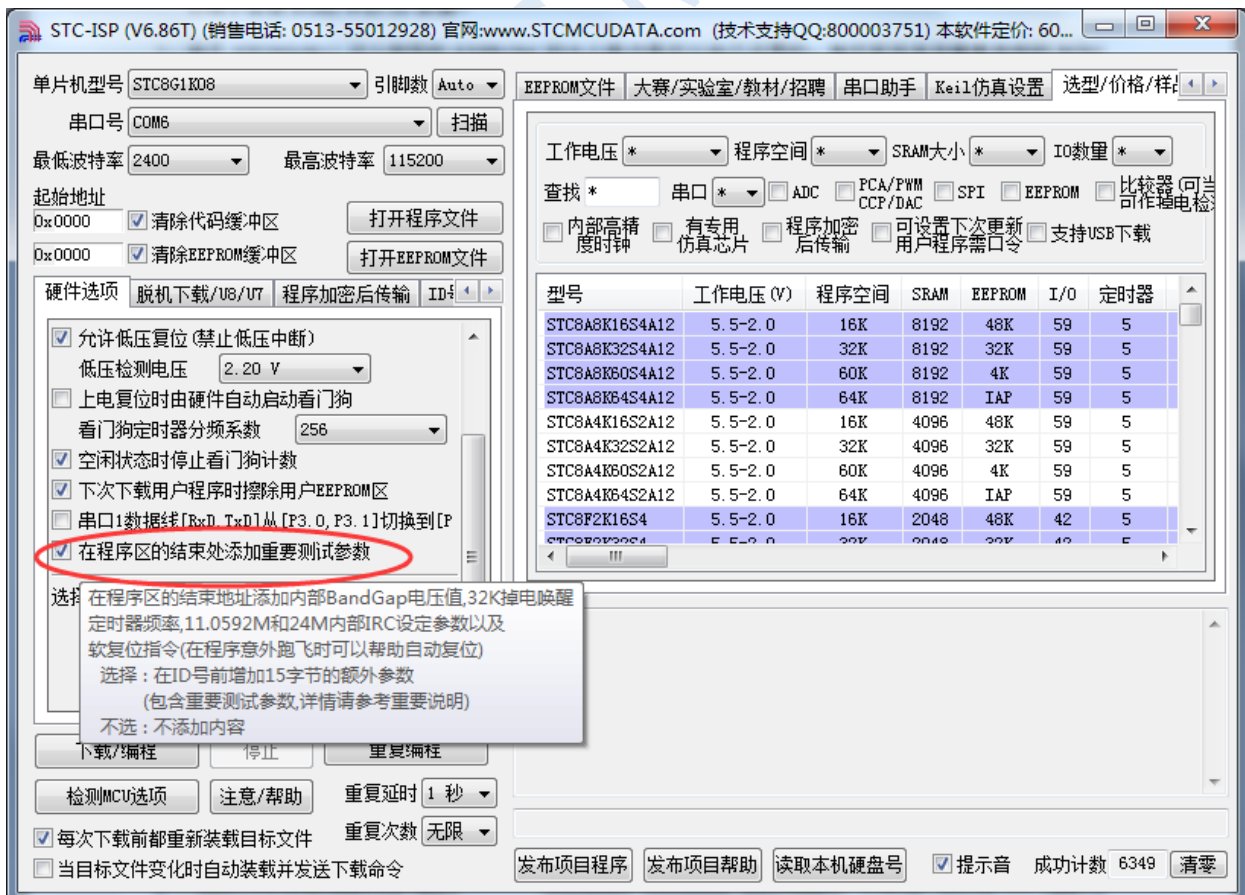 STC-ISP (V6.86T) (销售电话: 0513-55012928) 官网:www.STCMCUDATA.com (技术支持QQ:800003751) 本软件定价: 60...
单片机型号 STC8G1K08 引脚数 Auto
串口号 COM6 扫描
最低波特率 2400 最高波特率 115200
起始地址
0x0000 清除代码缓冲区 打开程序文件
0x0000 清除EEPROM缓冲区 打开EEPROM文件
硬件选项 脱机下载/U8/U7 程序加密后传输
允许低压复位(禁止低压中断)
低压检测电压 2.20 V
上电复位时由硬件自动启动看门狗
看门狗定时器分频系数 256
空闲状态时停止看门狗计数
下次下载用户程序时擦除用户EEPROM区
串口1数据线[RxD,TxD]从[P3.0,P3.1]切换到[P
在程序区的结束处添加重要测试参数
选择
在程序区的结束地址添加内部BandGap电压值,32K掉电唤醒
定时器频率,11.0592M和24M内部IRC设定参数以及
软复位指令(在程序意外跑飞时可以帮助自动复位)
选择:在ID号前增加15字节的额外参数
(包含重要测试参数,详情请参考重要说明)
不选:不添加内容
下载/编程 停止 重复编程
检测MCU选项 注意/帮助 重复延时 1 秒
每次下载前都重新装载目标文件 重复次数 无限
当目标文件变化时自动装载并发送下载命令
EEPROM文件 大赛/实验室/教材/招聘 串口助手 Keil仿真设置 选型/价格/样品
工作电压 * 程序空间 * SRAM大小 * IO数量 *
查找 * 串口 * ADC PCA/PWM CCP/DAC SPI EEPROM 比较器(可当可作掉电检测
内部高精度时钟 有专用仿真芯片 程序加密后传输 可设置下次更新用户程序需口令 支持USB下载
型号 工作电压(V) 程序空间 SRAM EEPROM I/O 定时器
STC8A8K16S4A12 5.5-2.0 16K 8192 48K 59 5
STC8A8K32S4A12 5.5-2.0 32K 8192 32K 59 5
STC8A8K60S4A12 5.5-2.0 60K 8192 4K 59 5
STC8A8K64S4A12 5.5-2.0 64K 8192 IAP 59 5
STC8A4K16S2A12 5.5-2.0 16K 4096 48K 59 5
STC8A4K32S2A12 5.5-2.0 32K 4096 32K 59 5
STC8A4K60S2A12 5.5-2.0 60K 4096 4K 59 5
STC8A4K64S2A12 5.5-2.0 64K 4096 IAP 59 5
STC8F2K16S4 5.5-2.0 16K 2048 48K 42 5
STC8F2K32S4 5.5-2.0 32K 2048 32K 42 5
发布项目程序 发布项目帮助 读取本机硬盘号 提示音 成功计数 6349 清零